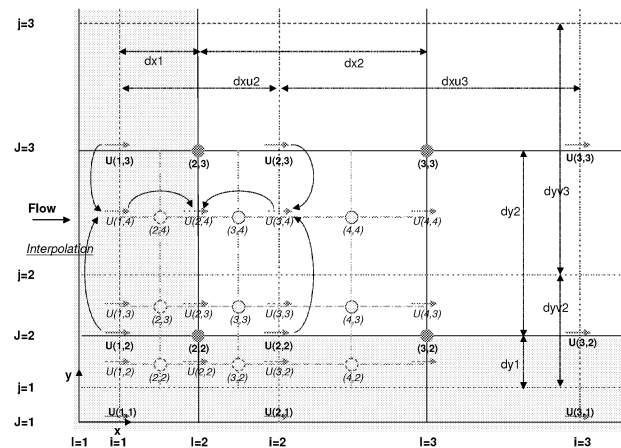 j=3
dx1
dx2
dxu2
dxu3
J=3
U(1,3)
(2,3)
U(2,3)
(3,3)
U(3,3)
dyv3
dy2
Flow
U(1,4)
(2,4)
U(2,4)
(3,4)
U(3,4)
(4,4)
U(4,4)
Interpolation
j=2
dyv2
U(1,3)
(2,3)
U(2,3)
(3,3)
U(3,3)
(4,3)
U(4,3)
J=2
U(1,2)
(2,2)
U(2,2)
(3,2)
U(3,2)
U(1,2)
(2,2)
U(2,2)
(3,2)
U(3,2)
(4,2)
dy1
y
j=1
U(1,1)
U(2,1)
U(3,1)
J=1
x
I=1
i=1
I=2
i=2
I=3
i=3